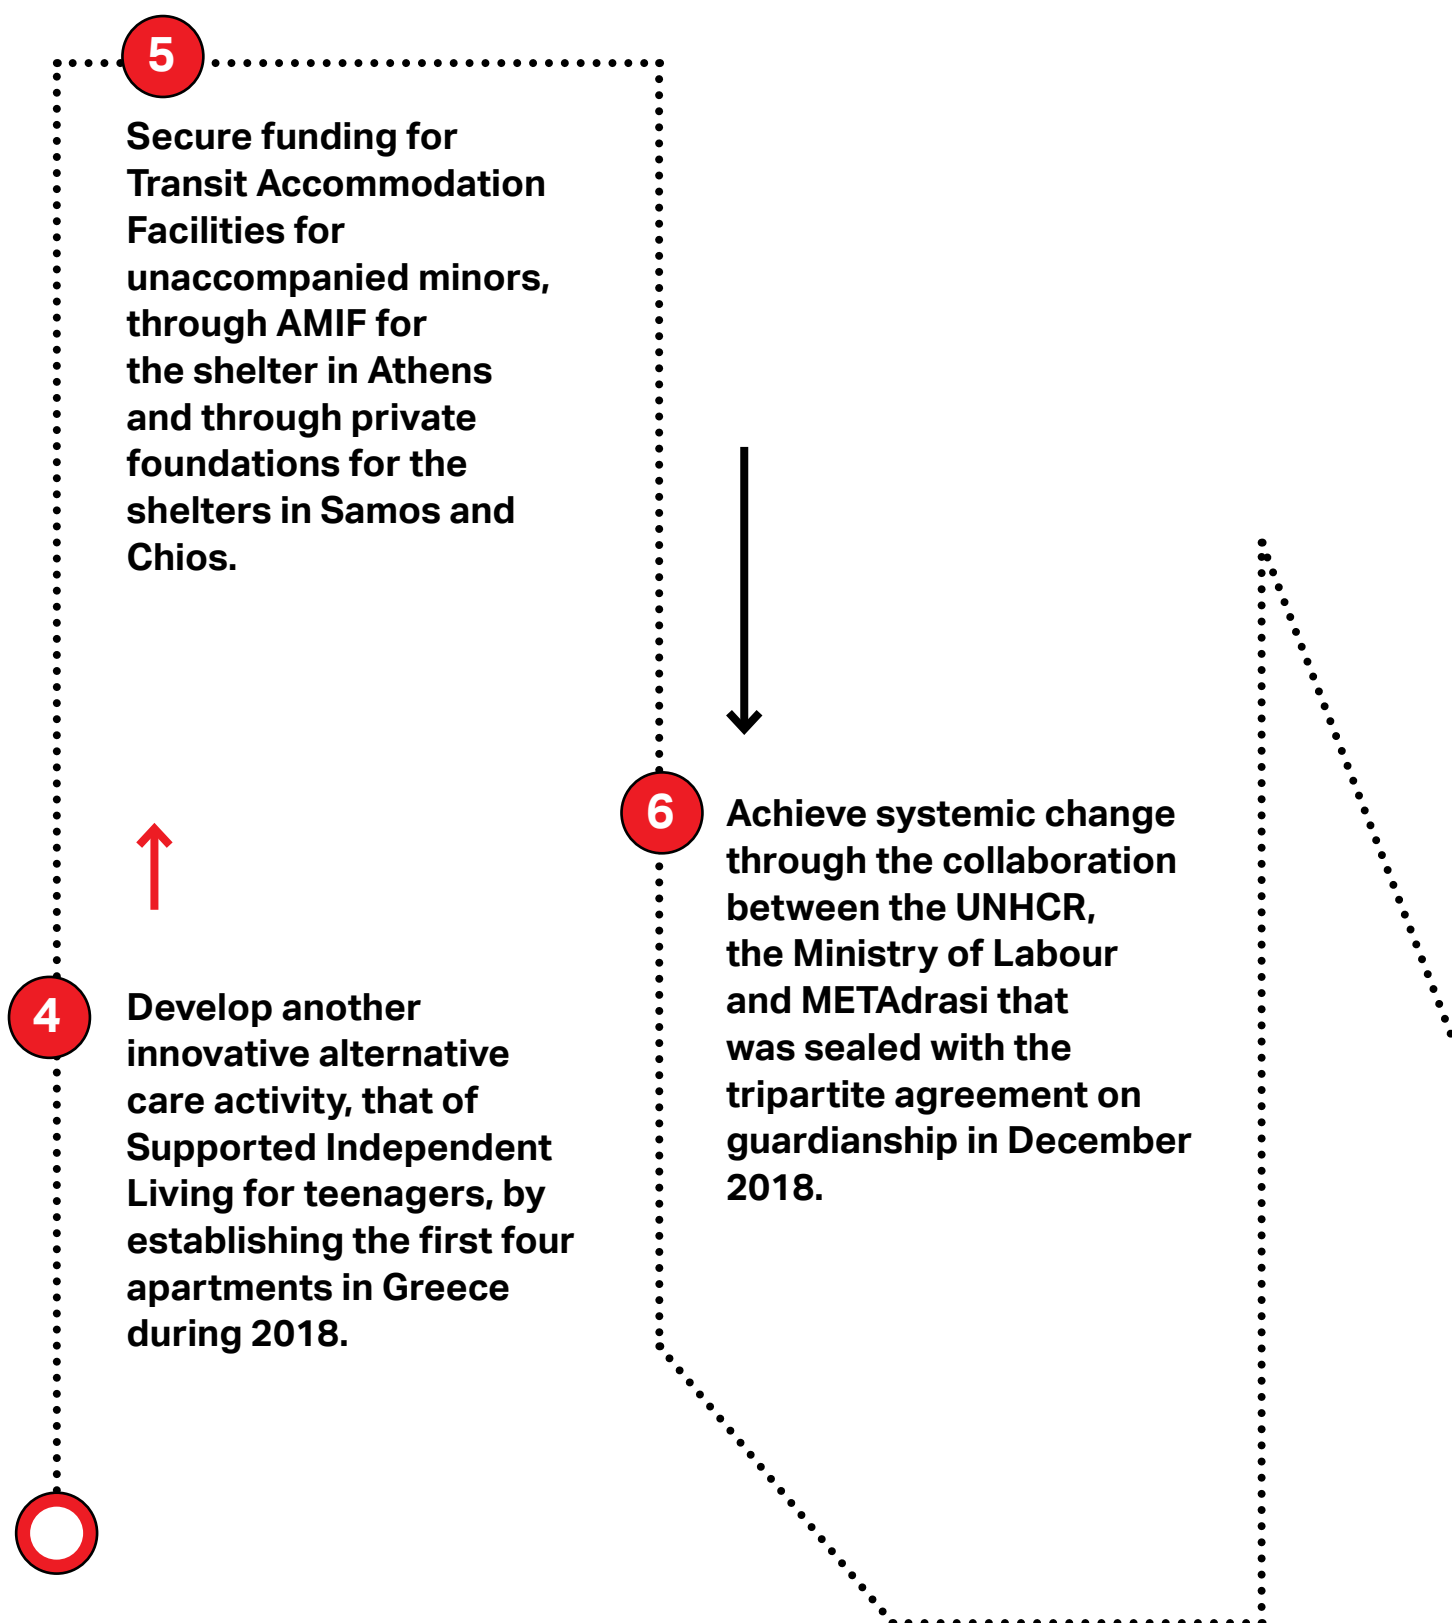 5
Secure funding for
Transit Accommodation
Facilities for
unaccompanied minors,
through AMIF for
the shelter in Athens
and through private
foundations for the
shelters in Samos and
Chios.
4
Develop another
innovative alternative
care activity, that of
Supported Independent
Living for teenagers, by
establishing the first four
apartments in Greece
during 2018.
6
Achieve systemic change
through the collaboration
between the UNHCR,
the Ministry of Labour
and METAdrasi that
was sealed with the
tripartite agreement on
guardianship in December
2018.